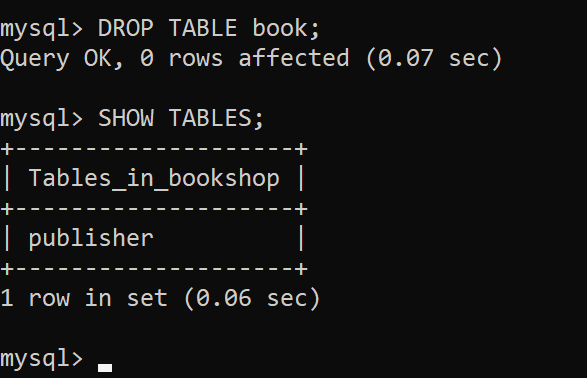 mysql> DROP TABLE book;
Query OK, 0 rows affected (0.07 sec)
mysql> SHOW TABLES;
+--------------------+
| Tables_in_bookshop |
+--------------------+
| publisher          |
+--------------------+
1 row in set (0.06 sec)
mysql>